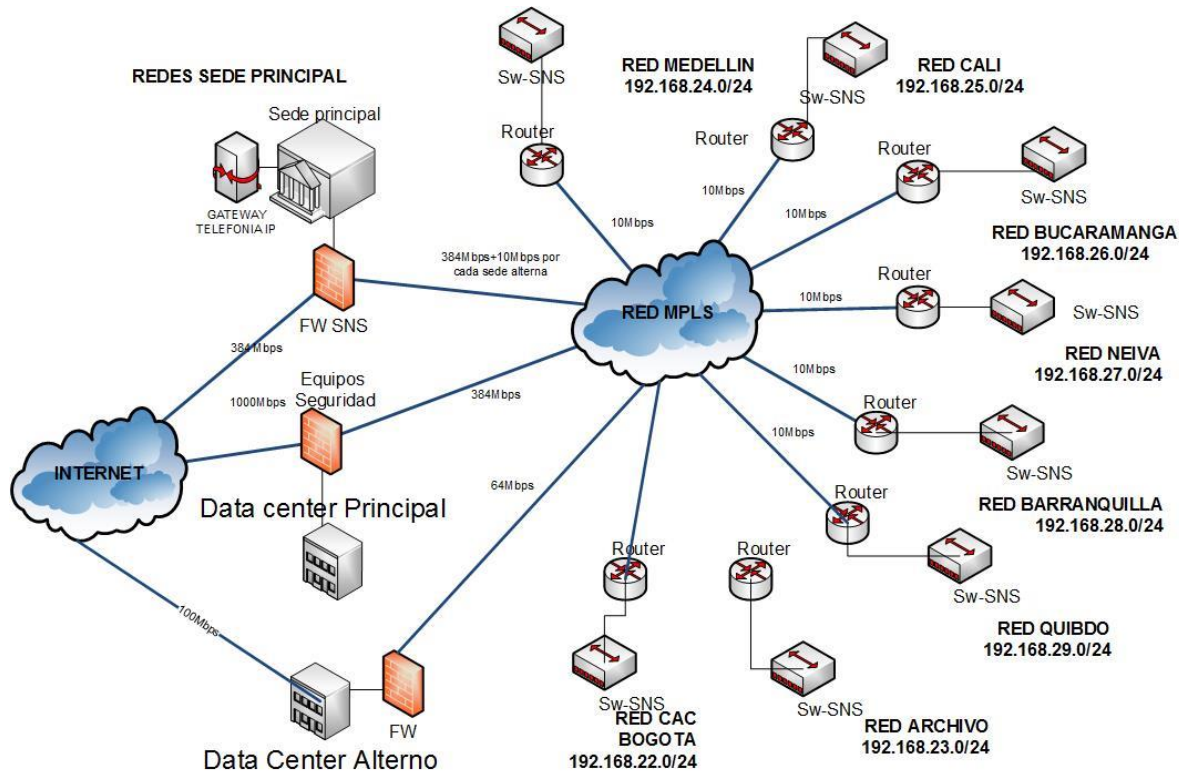 REDES SEDE PRINCIPAL
Sede principal
GATEWAY
TELEFONIA IP
FW SNS
384Mbps
384Mbps+10Mbps por
cada sede alterna
Sw-SNS
Router
10Mbps
RED MEDELLIN
192.168.24.0/24
Sw-SNS
Router
10Mbps
RED CALI
192.168.25.0/24
Router
10Mbps
Sw-SNS
RED BUCARAMANGA
192.168.26.0/24
Router
10Mbps
Sw-SNS
RED NEIVA
192.168.27.0/24
RED MPLS
10Mbps
Router
Sw-SNS
RED BARRANQUILLA
192.168.28.0/24
10Mbps
Router
Sw-SNS
RED QUIBDO
192.168.29.0/24
Equipos
Seguridad
1000Mbps
384Mbps
INTERNET
Data center Principal
64Mbps
100Mbps
FW
Data Center Alterno
Router
Sw-SNS
RED CAC
BOGOTA
192.168.22.0/24
Router
Sw-SNS
RED ARCHIVO
192.168.23.0/24